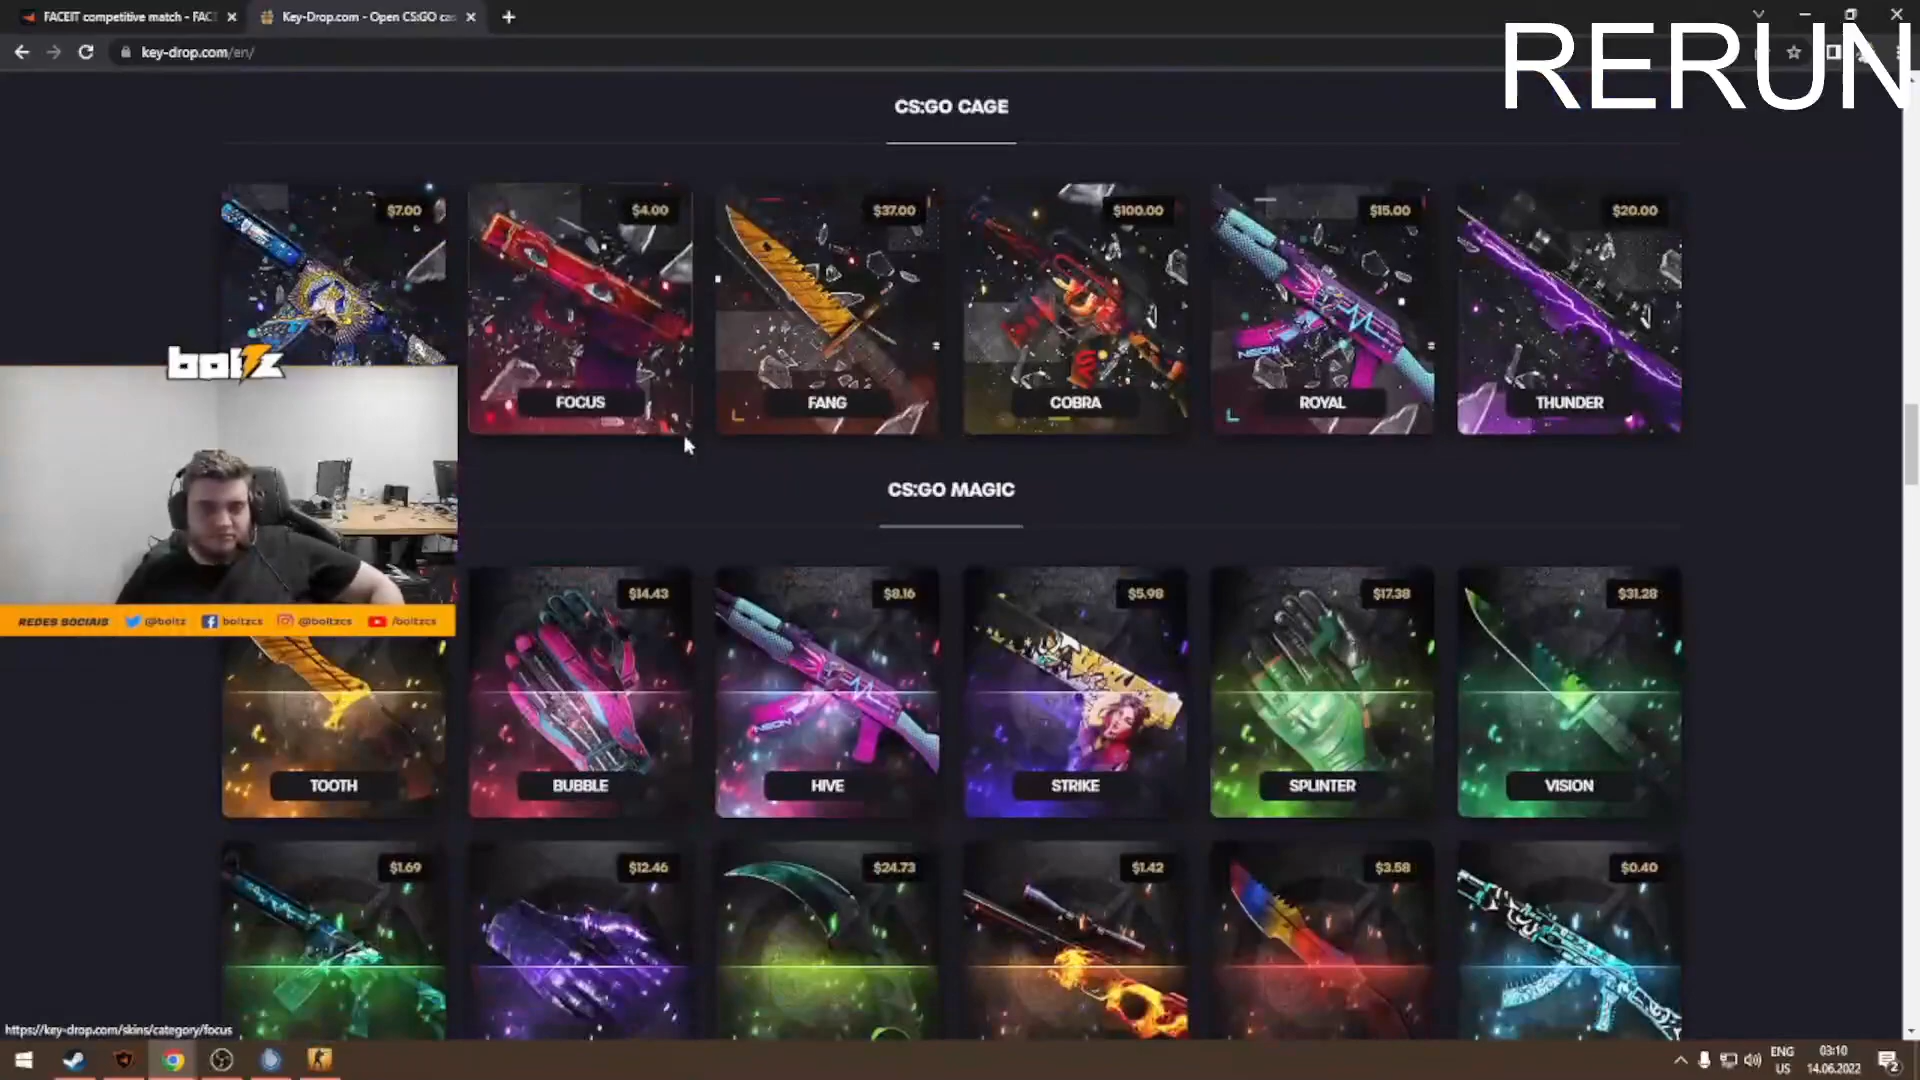 FACEIT competitive match - FACE
Key-Drop.com - Open CS:GO cas
key-drop.com/en/
RERUN
CS:GO CAGE
$7.00
$4.00
$37.00
$100.00
$15.00
$20.00
FOCUS
FANG
COBRA
ROYAL
THUNDER
boltz
REDES SOCIAIS @boltz boltzcs @boltzcs /boltzcs
CS:GO MAGIC
$14.43
$8.16
$5.98
$17.38
$31.28
TOOTH
BUBBLE
HIVE
STRIKE
SPLINTER
VISION
$1.69
$12.46
$24.73
$1.42
$3.58
$0.40
https://key-drop.com/skins/category/focus
ENG
US
03:10
14.06.2022
2